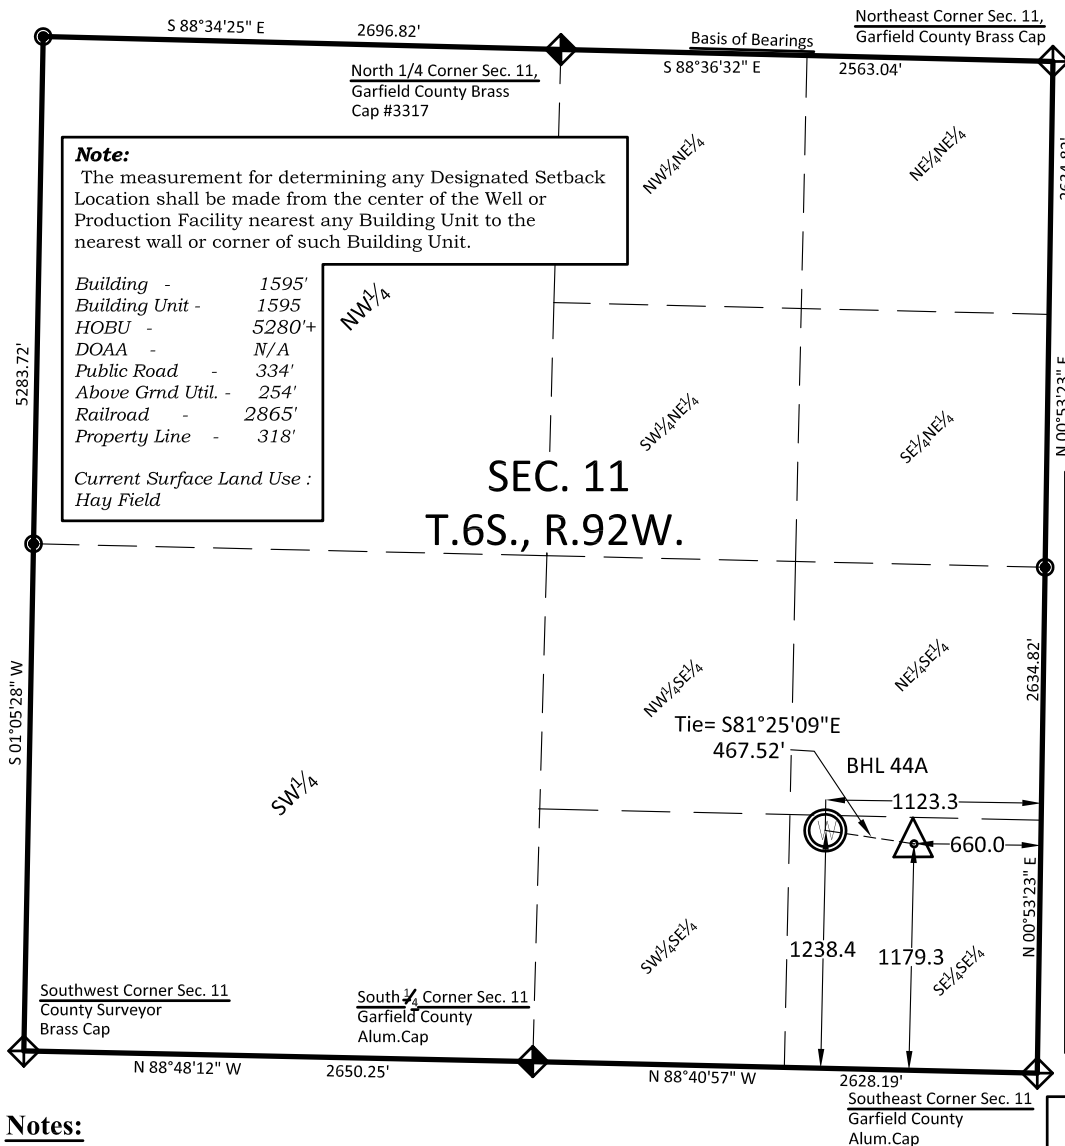 S 88°34'25" E 2696.82'
Northeast Corner Sec. 11,
Garfield County Brass Cap
Basis of Bearings
S 88°36'32" E 2563.04'
North 1/4 Corner Sec. 11,
Garfield County Brass
Cap #3317
Note:
The measurement for determining any Designated Setback
Location shall be made from the center of the Well or
Production Facility nearest any Building Unit to the
nearest wall or corner of such Building Unit.
Building - 1595'
Building Unit - 1595
HOBU - 5280'+
DOAA - N/A
Public Road - 334'
Above Grnd Util. - 254'
Railroad - 2865'
Property Line - 318'
Current Surface Land Use :
Hay Field
NW¼NE¼
NE¼NE¼
NW¼
5283.72'
SW¼NE¼
SE¼NE¼
N 00°53'23" E
SEC. 11
T.6S., R.92W.
S 01°05'28" W
NW¼SE¼
NE¼SE¼
2634.82'
Tie= S81°25'09"E
467.52'
BHL 44A
1123.3
SW¼
660.0
1238.4
1179.3
N 00°53'23" E
SW¼SE¼
SE¼SE¼
Southwest Corner Sec. 11
County Surveyor
Brass Cap
South ¼ Corner Sec. 11
Garfield County
Alum.Cap
N 88°48'12" W 2650.25'
N 88°40'57" W 2628.19'
Southeast Corner Sec. 11
Garfield County
Alum.Cap
Notes: